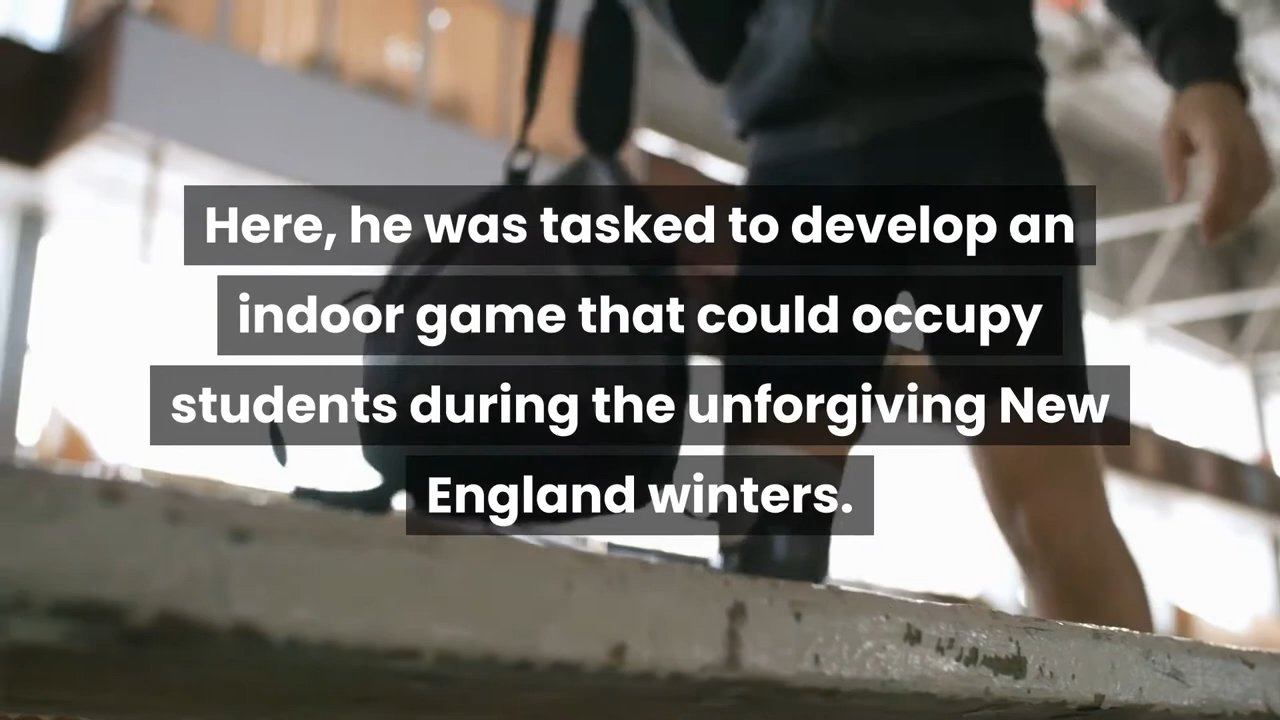 Here, he was tasked to develop an
indoor game that could occupy
students during the unforgiving New
England winters.